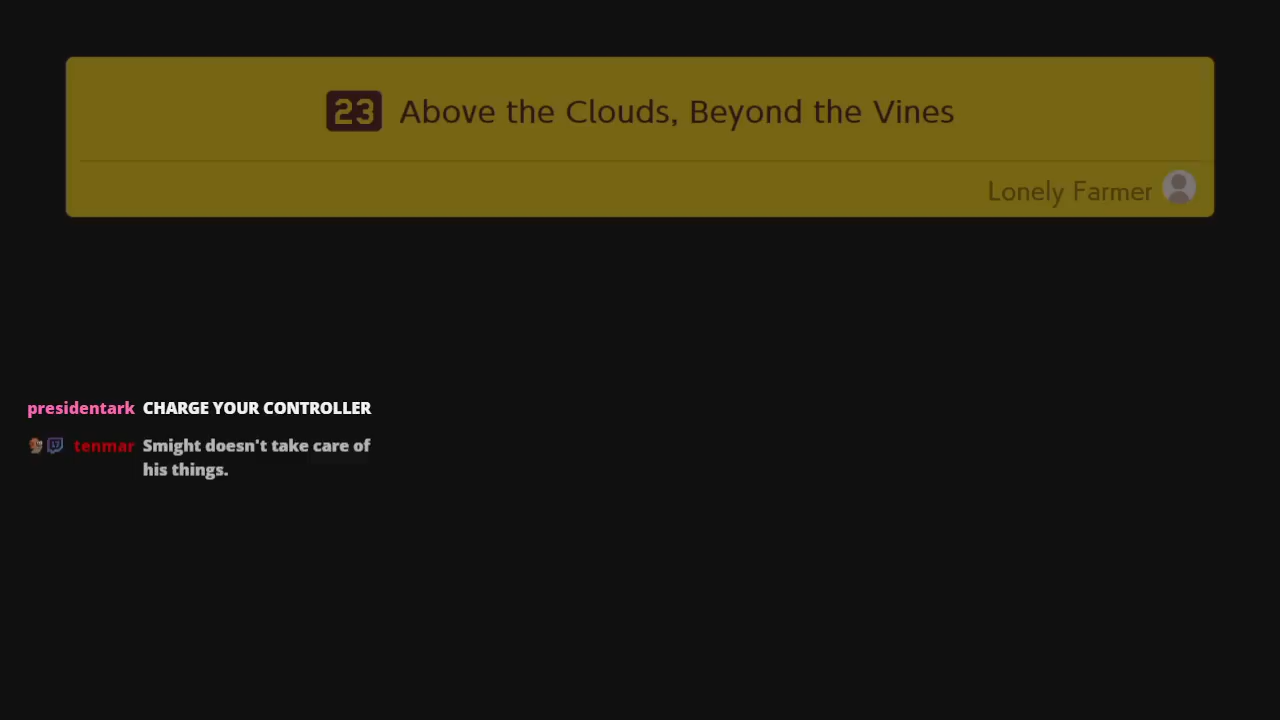 23 Above the Clouds, Beyond the Vines
Lonely Farmer
presidentark CHARGE YOUR CONTROLLER
tenmar Smight doesn't take care of
his things.